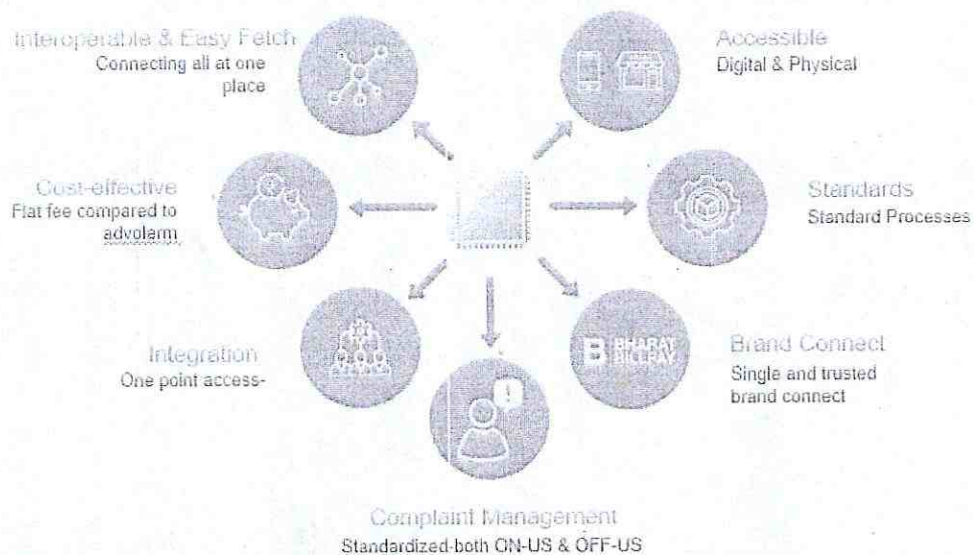 Interoperable & Easy Fetch
Connecting all at one
place
Accessible
Digital & Physical
Cost-effective
Flat fee compared to
advolerm
Standards
Standard Processes
Integration
One point access-
B BHARAT
BILLPAY
Brand Connect
Single and trusted
brand connect
!
Complaint Management
Standardized-both ON-US & OFF-US